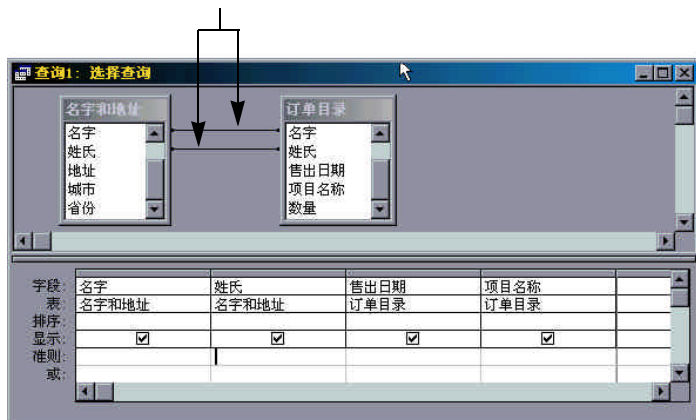 查询1: 选择查询
名字和地址
名字
姓氏
地址
城市
省份
订单目录
名字
姓氏
售出日期
项目名称
数量
字段: 名字 姓氏 售出日期 项目名称
表: 名字和地址 名字和地址 订单目录 订单目录
排序:
显示:
准则:
或: